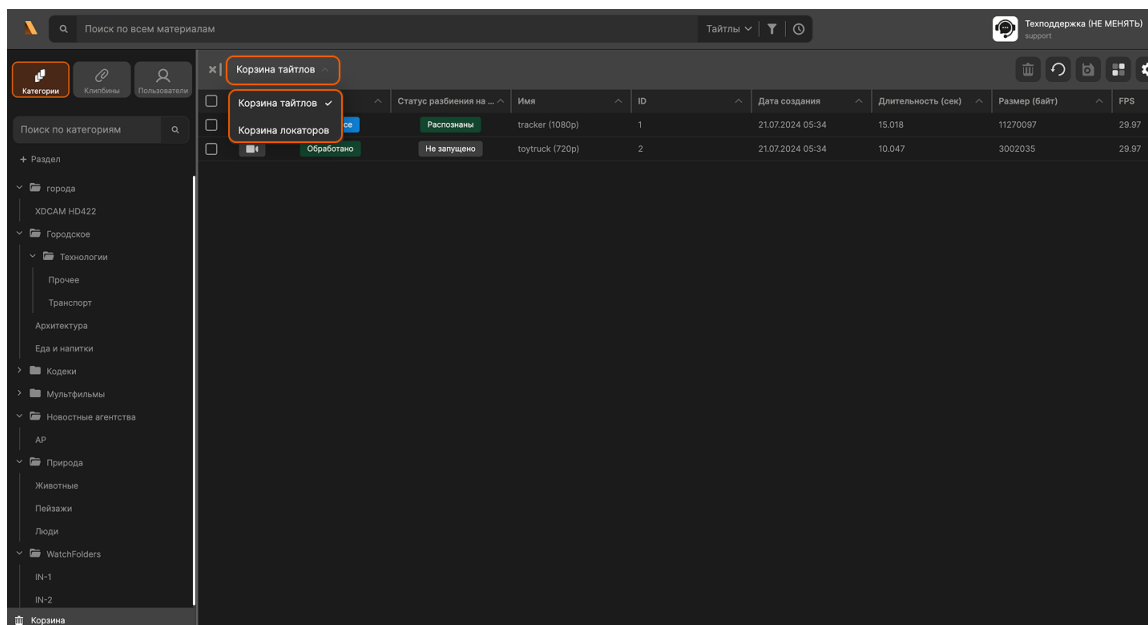 Поиск по всем материалам
Тайтлы
Техподдержка (НЕ МЕНЯТЬ)
support
Категории
Клипбины
Пользователи
Корзина тайтлов
Корзина тайтлов
Корзина локаторов
Статус разбиения на ...
Имя
ID
Дата создания
Длительность (сек)
Размер (байт)
FPS
Распознаны
tracker (1080p)
1
21.07.2024 05:34
15.018
11270097
29.97
Обработано
Не запущено
toytruck (720p)
2
21.07.2024 05:34
10.047
3002035
29.97
Поиск по категориям
+ Раздел
города
XDCAM HD422
Городское
Технологии
Прочее
Транспорт
Архитектура
Еда и напитки
Кодеки
Мультфильмы
Новостные агентства
AP
Природа
Животные
Пейзажи
Люди
WatchFolders
IN-1
IN-2
Корзина